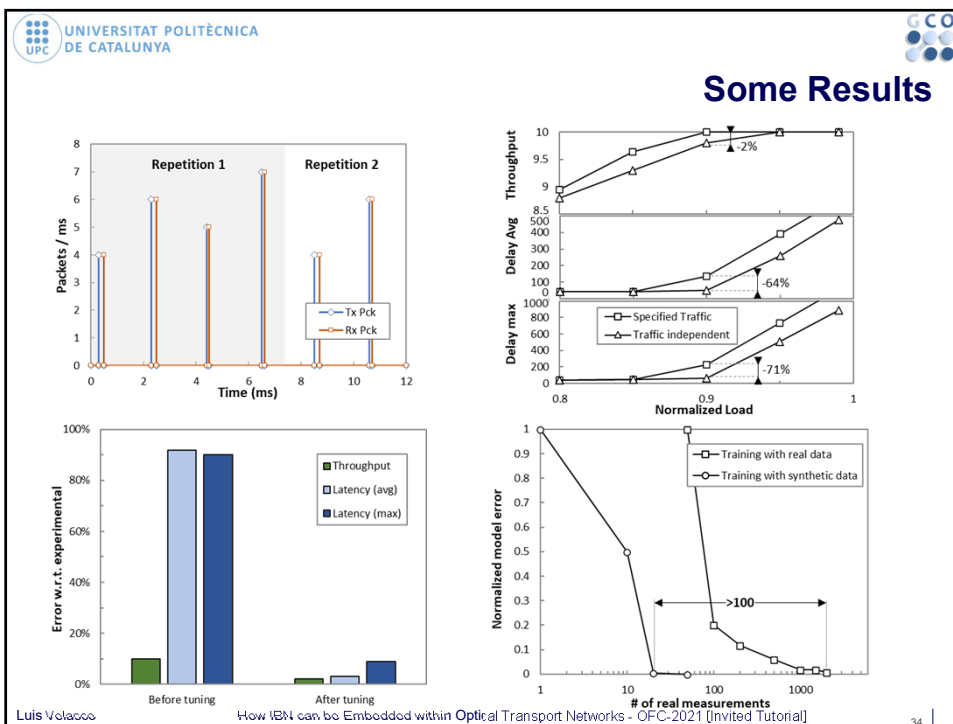 UNIVERSITAT POLITÈCNICA
DE CATALUNYA
UPC
GCO
Some Results
8
7
6
5
4
3
2
1
0
Packets / ms
Repetition 1
Repetition 2
Tx Pck
Rx Pck
0 2 4 6 8 10 12
Time (ms)
10
9.5
9
8.5
Throughput
-2%
500
400
300
200
100
0
Delay Avg
-64%
1000
800
600
400
200
0
Delay max
Specified Traffic
Traffic independent
-71%
0.8 0.9 1
Normalized Load
100%
80%
60%
40%
20%
0%
Error w.r.t. experimental
Throughput
Latency (avg)
Latency (max)
Before tuning After tuning
1
0.9
0.8
0.7
0.6
0.5
0.4
0.3
0.2
0.1
0
Normalized model error
Training with real data
Training with synthetic data
>100
1 10 100 1000
# of real measurements
Luis Velasco How IBN can be Embedded within Optical Transport Networks - OFC-2021 [Invited Tutorial] 34